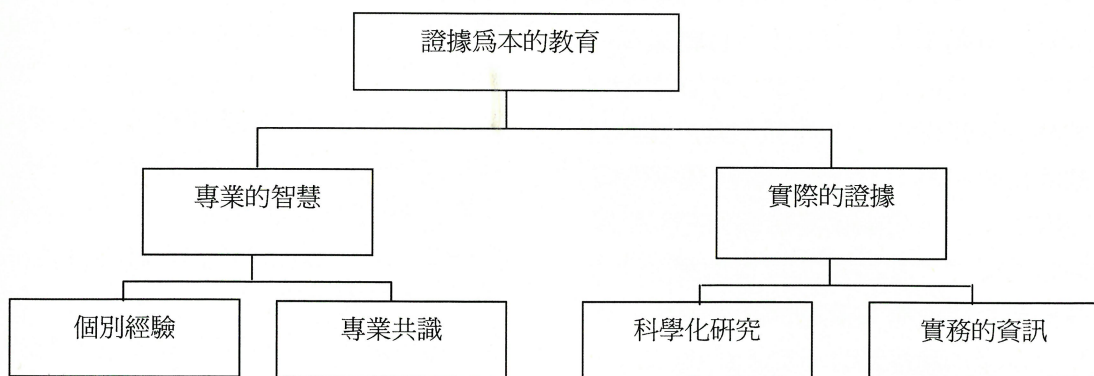 證據爲本的教育
專業的智慧
實際的證據
個別經驗
專業共識
科學化研究
實務的資訊